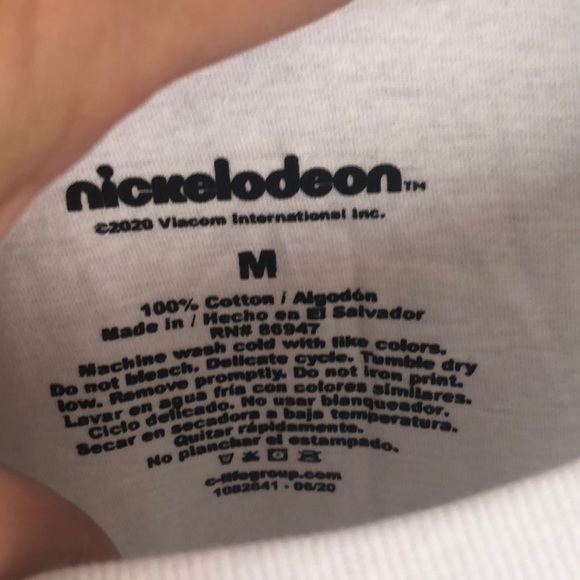 nickelodeon™
©2020 Viacom International Inc.
M
100% Cotton / Algodón
Made in / Hecho en El Salvador
RN# 86947
Machine wash cold with like colors.
Do not bleach. Delicate cycle. Tumble dry
low. Remove promptly. Do not iron print.
Lavar en agua fría con colores similares.
Ciclo delicado. No usar blanqueador.
Secar en secadora a baja temperatura.
Quitar rápidamente.
No planchar el estampado.
c-lifegroup.com
1082641 - 06/20